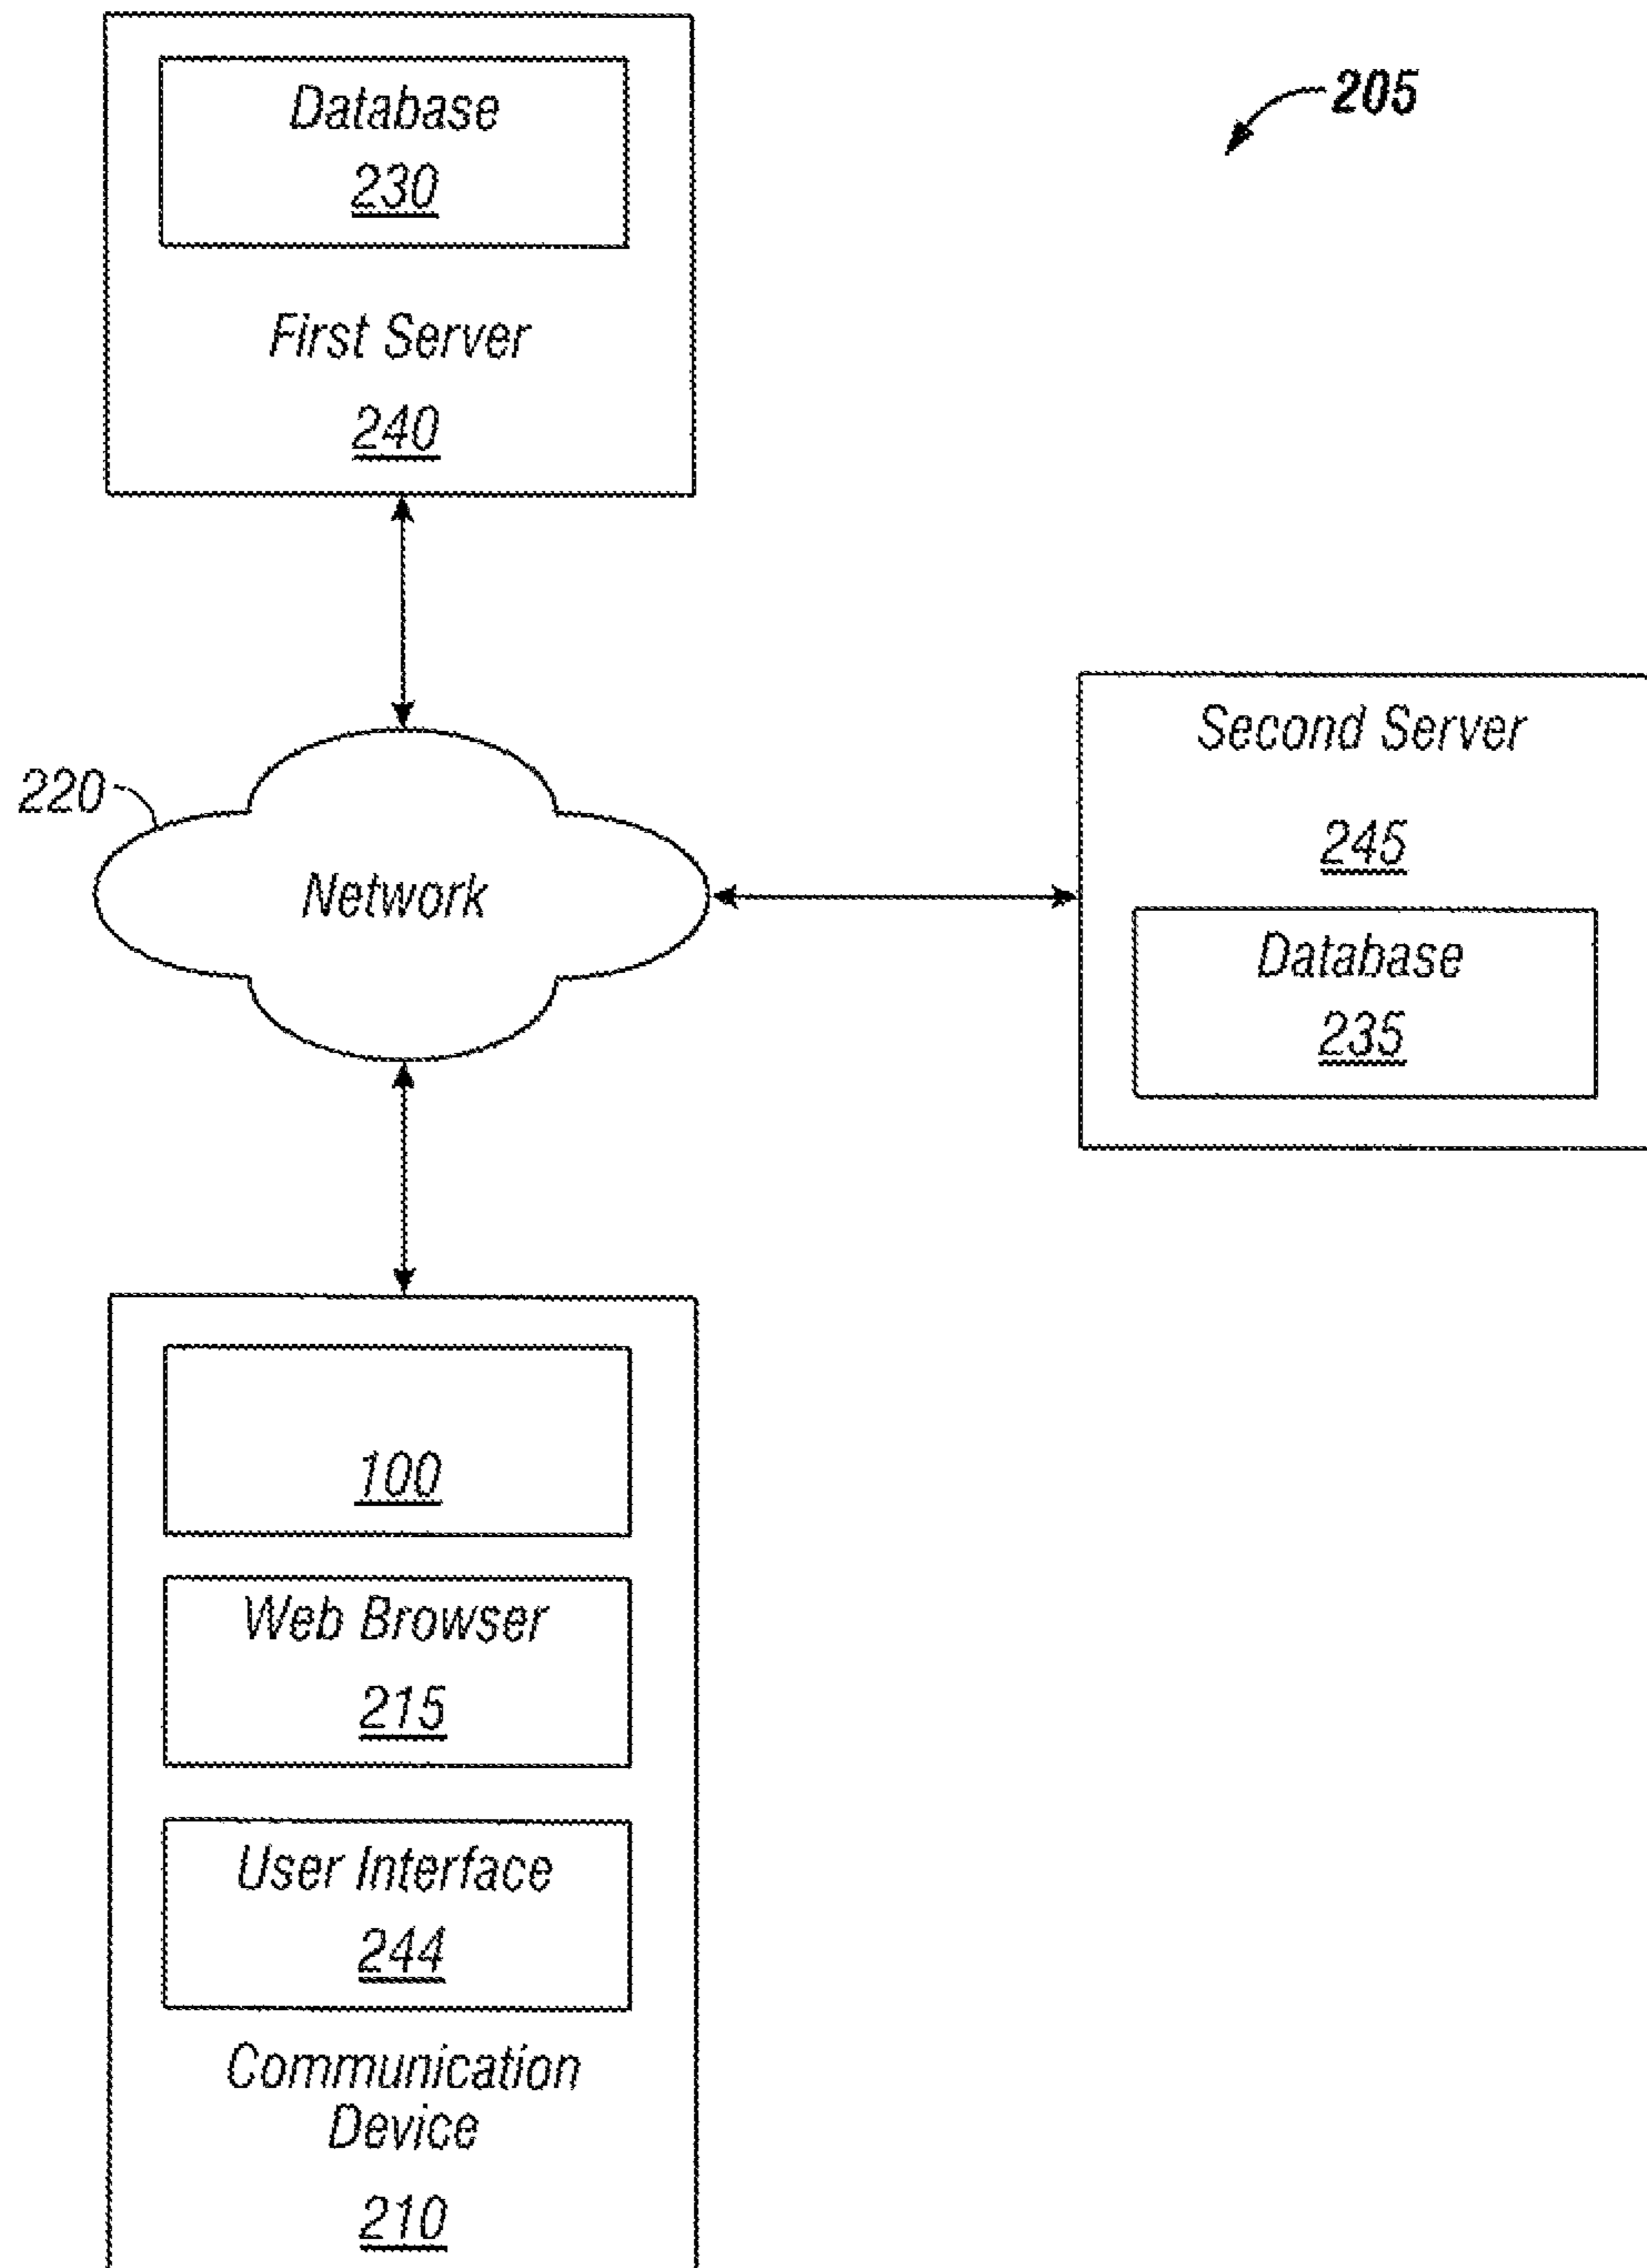 Database
230
First Server
240
205
220
Network
Second Server
245
Database
235
100
Web Browser
215
User Interface
244
Communication
Device
210